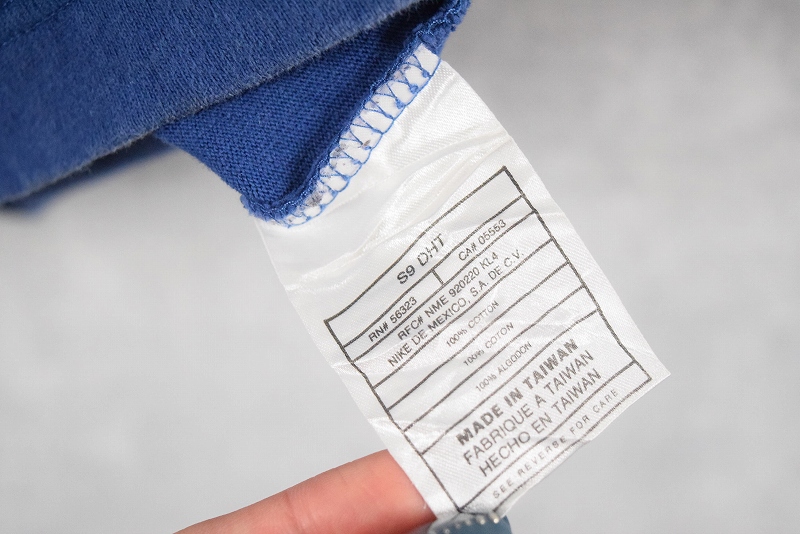 S9 DHT
RN# 56323 CA# 05553
RFC# NME 920220 KL4
NIKE DE MEXICO, S.A. DE C.V.
100% COTTON
100% COTON
100% ALGODON
MADE IN TAIWAN
FABRIQUE A TAIWAN
HECHO EN TAIWAN
SEE REVERSE FOR CARE